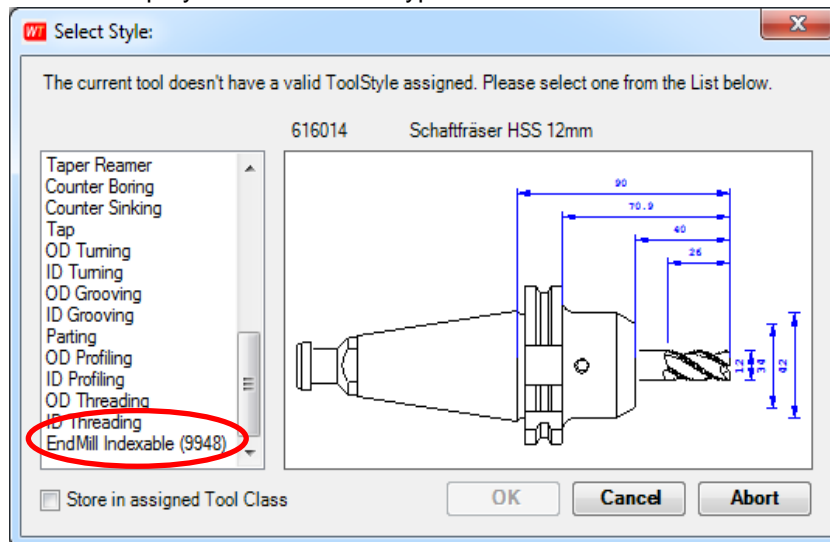 WT Select Style:
The current tool doesn't have a valid ToolStyle assigned. Please select one from the List below.
616014 Schaftfräser HSS 12mm
Taper Reamer
Counter Boring
Counter Sinking
Tap
OD Turning
ID Turning
OD Grooving
ID Grooving
Parting
OD Profiling
ID Profiling
OD Threading
ID Threading
EndMill Indexable (9948)
90
70.9
40
26
12
34
42
Store in assigned Tool Class
OK
Cancel
Abort